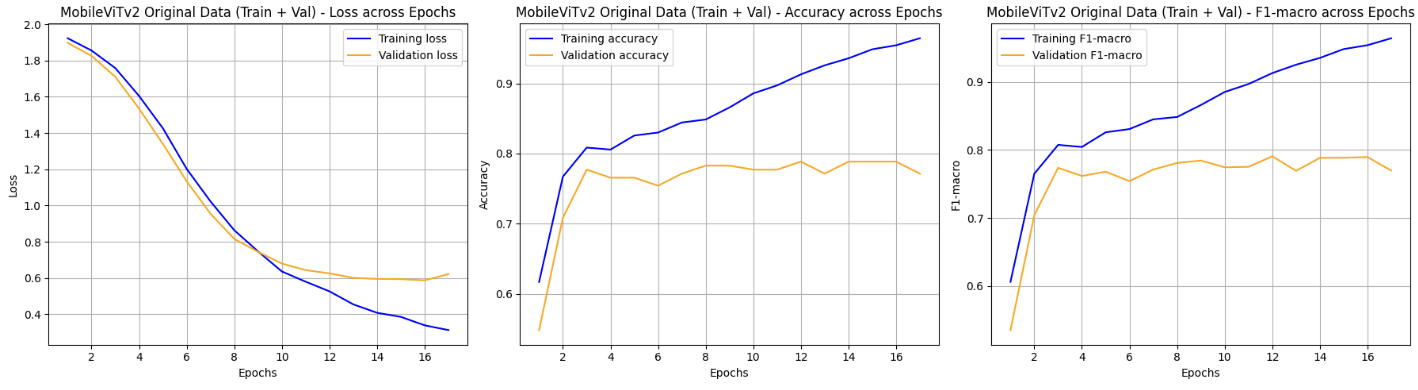 MobileViTv2 Original Data (Train + Val) - Loss across Epochs
2.0
1.8
1.6
1.4
1.2
1.0
0.8
0.6
0.4
Loss
Training loss
Validation loss
2 4 6 8 10 12 14 16
Epochs
MobileViTv2 Original Data (Train + Val) - Accuracy across Epochs
0.9
0.8
0.7
0.6
Accuracy
Training accuracy
Validation accuracy
2 4 6 8 10 12 14 16
Epochs
MobileViTv2 Original Data (Train + Val) - F1-macro across Epochs
0.9
0.8
0.7
0.6
F1-macro
Training F1-macro
Validation F1-macro
2 4 6 8 10 12 14 16
Epochs